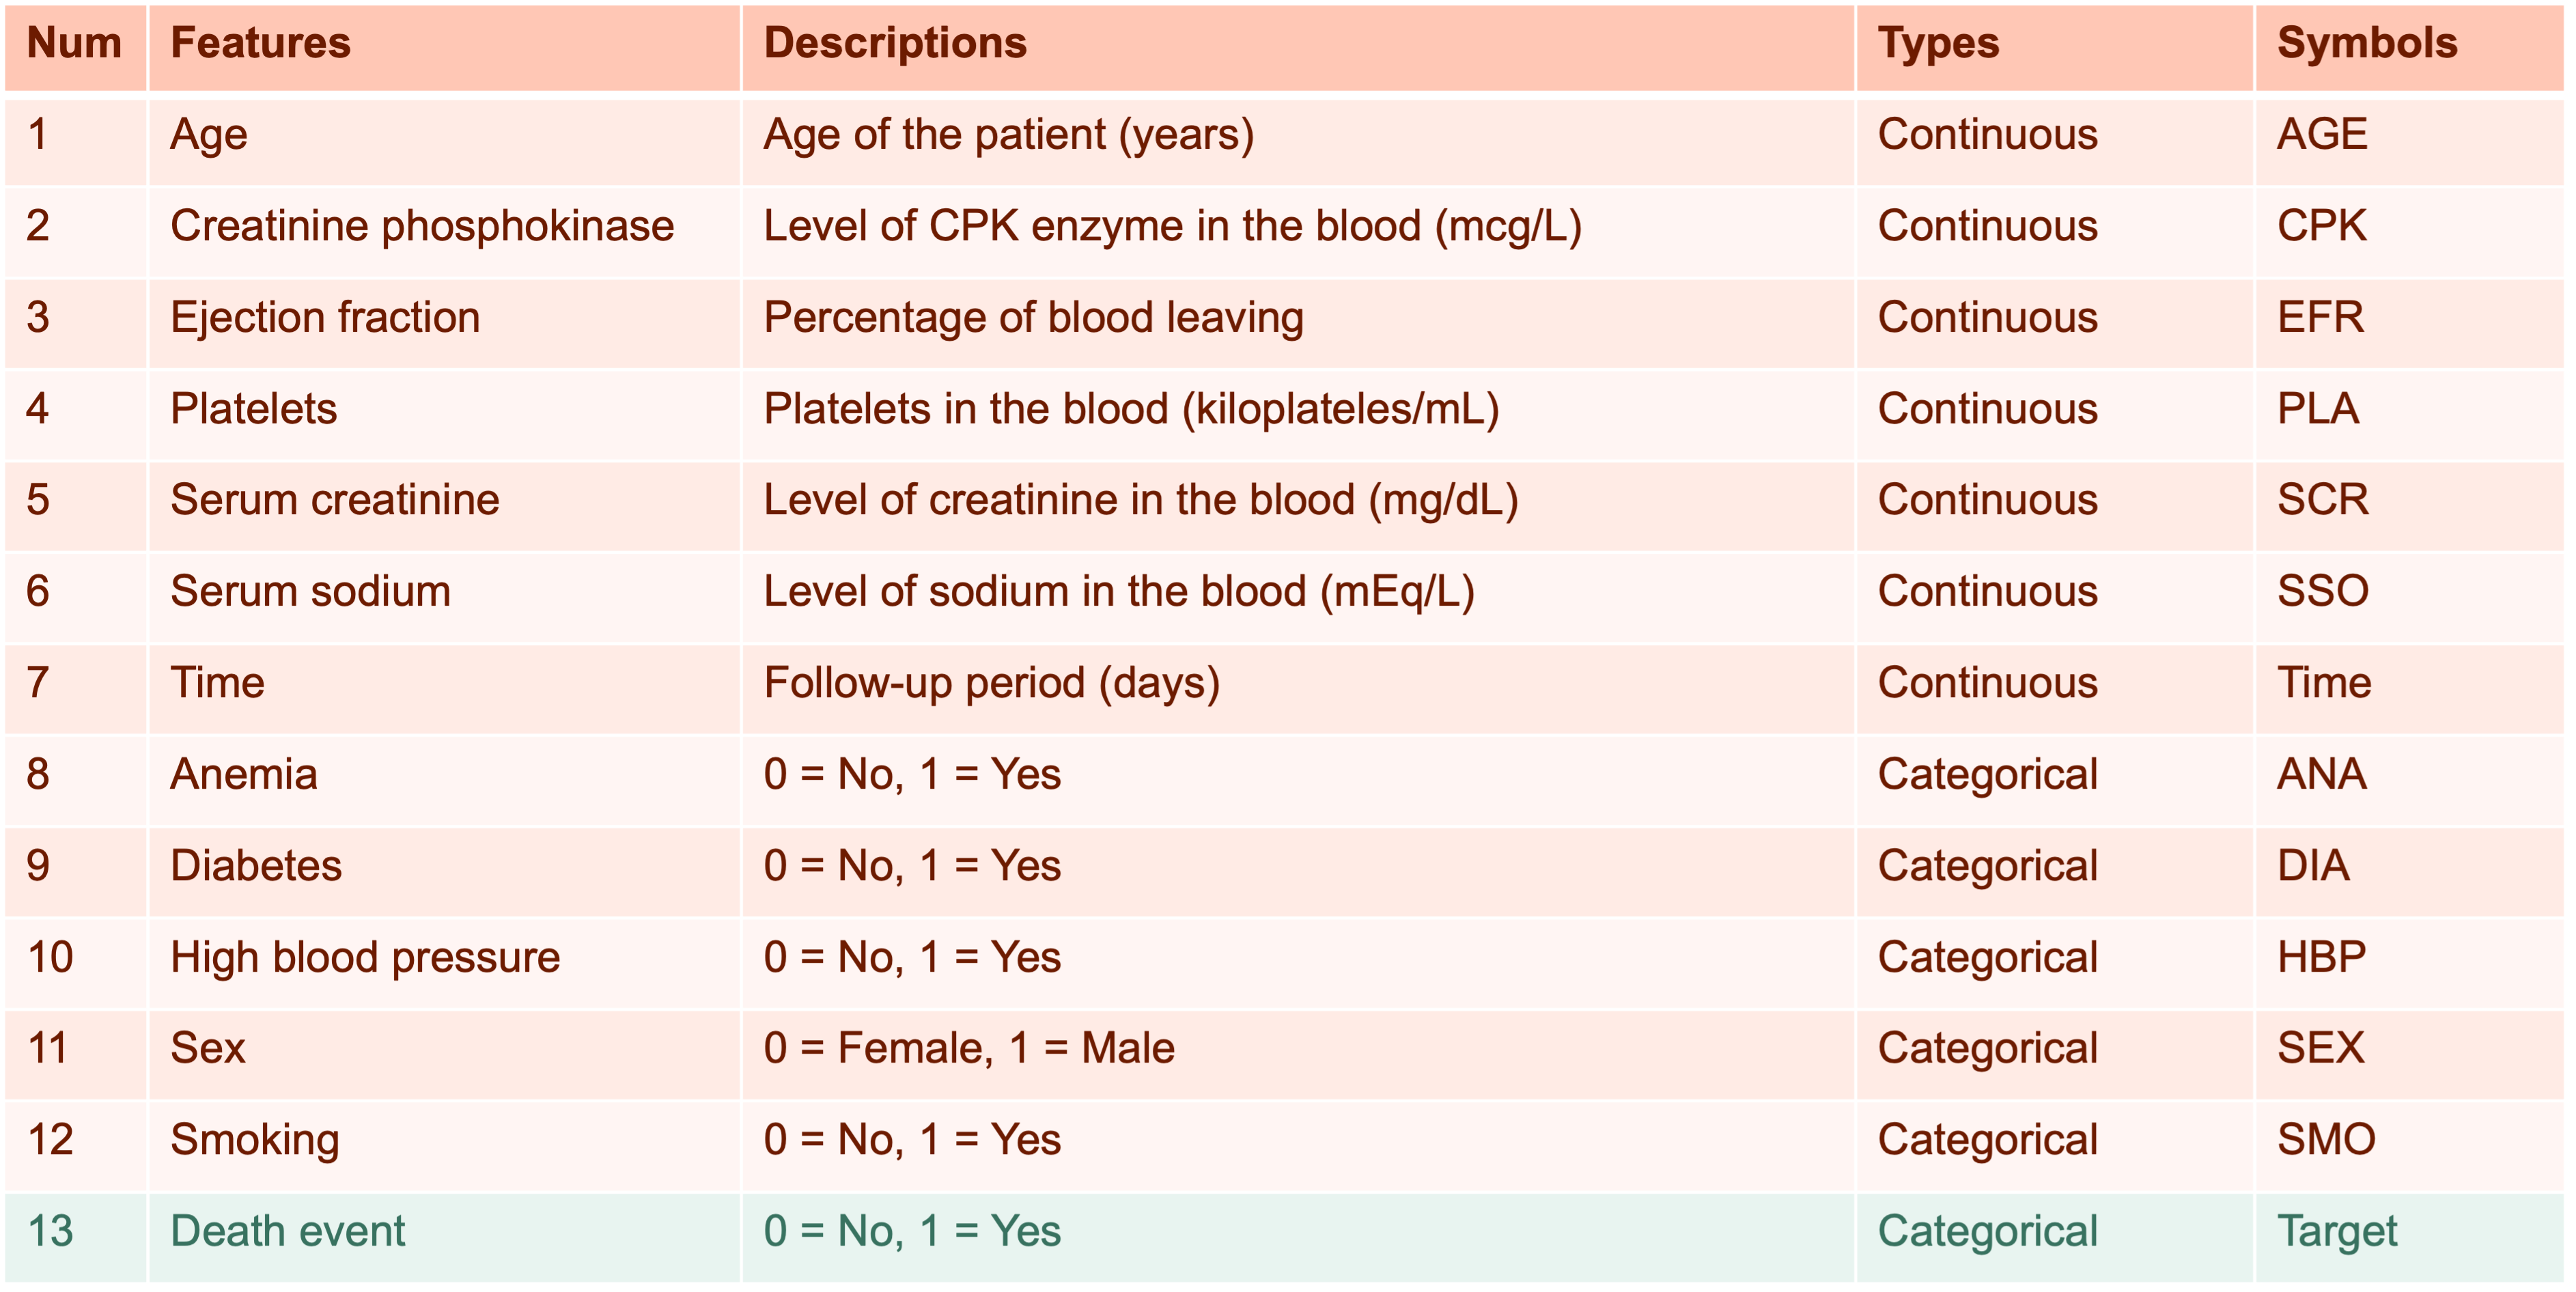 Num Features Descriptions Types Symbols
1 Age Age of the patient (years) Continuous AGE
2 Creatinine phosphokinase Level of CPK enzyme in the blood (mcg/L) Continuous CPK
3 Ejection fraction Percentage of blood leaving Continuous EFR
4 Platelets Platelets in the blood (kiloplateles/mL) Continuous PLA
5 Serum creatinine Level of creatinine in the blood (mg/dL) Continuous SCR
6 Serum sodium Level of sodium in the blood (mEq/L) Continuous SSO
7 Time Follow-up period (days) Continuous Time
8 Anemia 0 = No, 1 = Yes Categorical ANA
9 Diabetes 0 = No, 1 = Yes Categorical DIA
10 High blood pressure 0 = No, 1 = Yes Categorical HBP
11 Sex 0 = Female, 1 = Male Categorical SEX
12 Smoking 0 = No, 1 = Yes Categorical SMO
13 Death event 0 = No, 1 = Yes Categorical Target